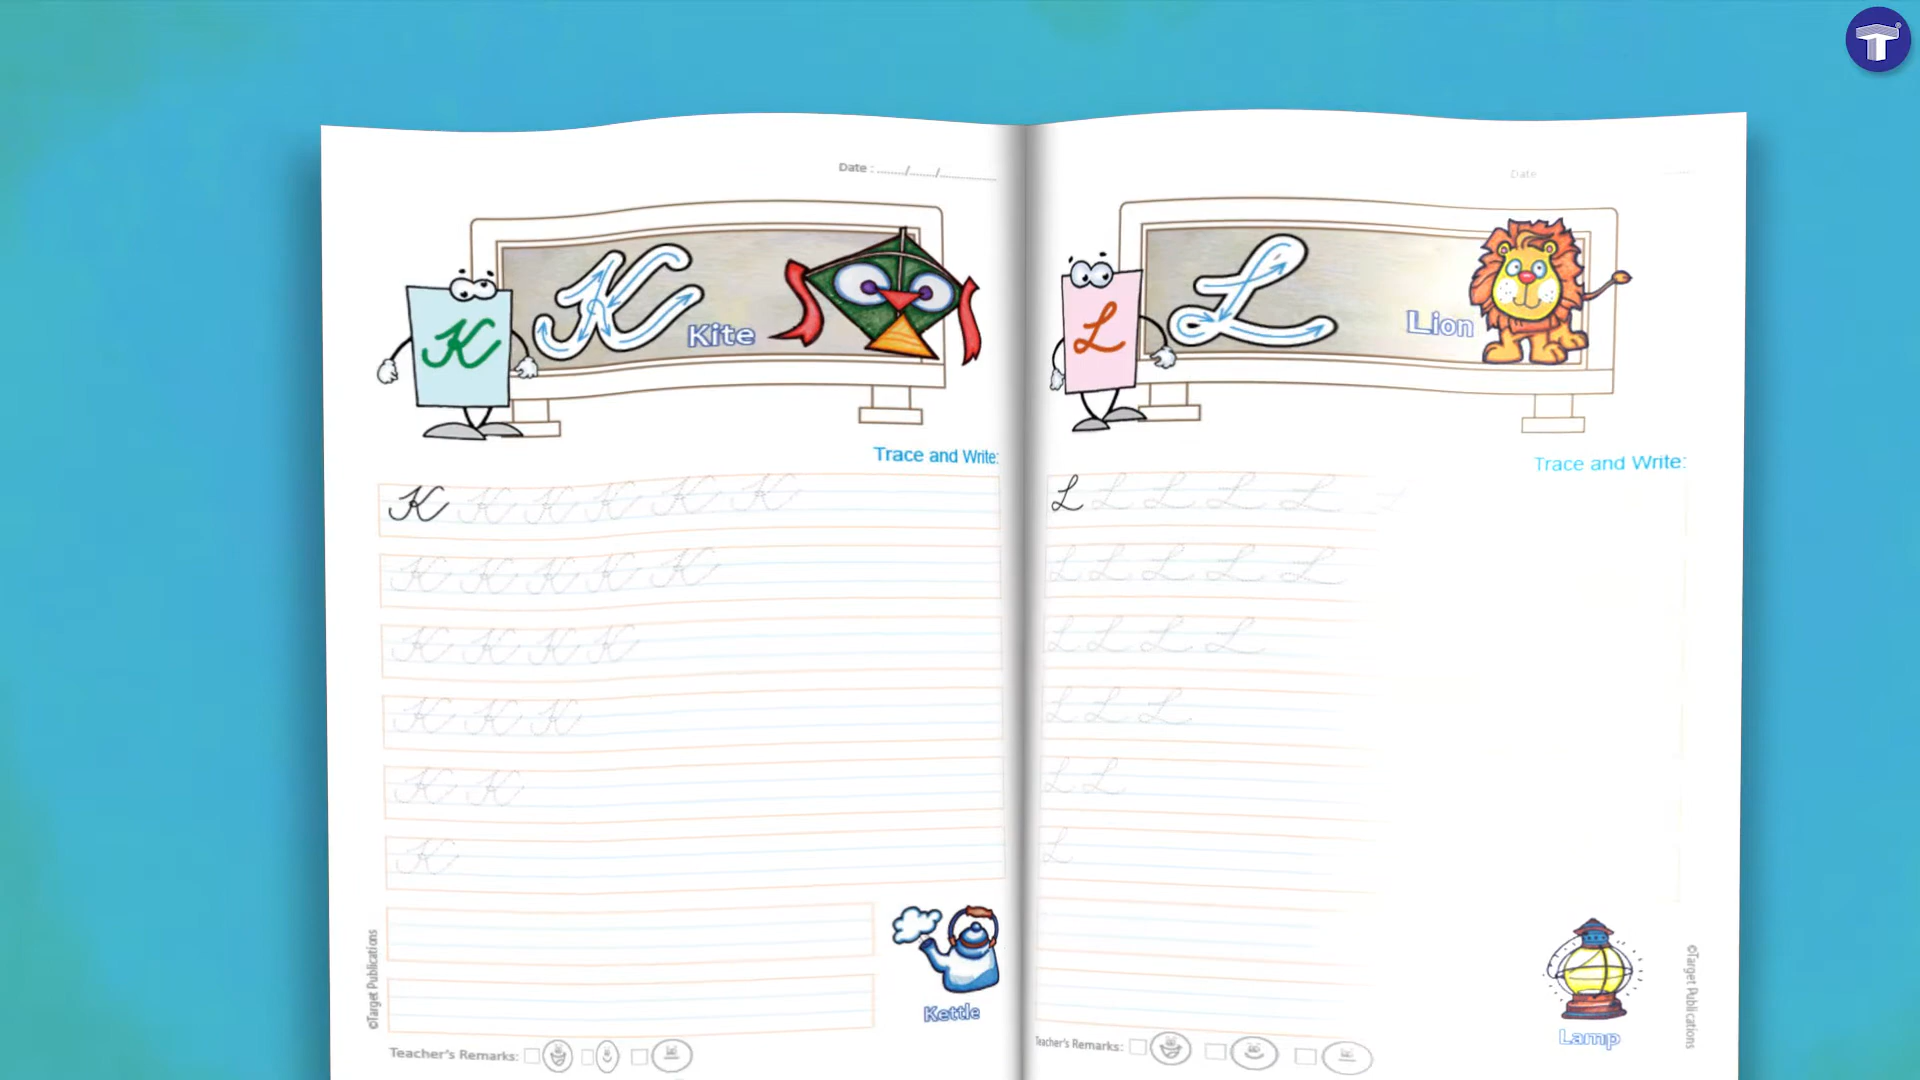 T
Date : ......../......./...............
K
K
Kite
Trace and Write:
K K K K K K
K K K K K
K K K K
K K K
K K
K
Kettle
©Target Publications
Teacher's Remarks:
Date
L
L
Lion
Trace and Write:
L L L L L L
L L L L L
L L L L
L L L
L L
L
Lamp
©Target Publications
Teacher's Remarks: